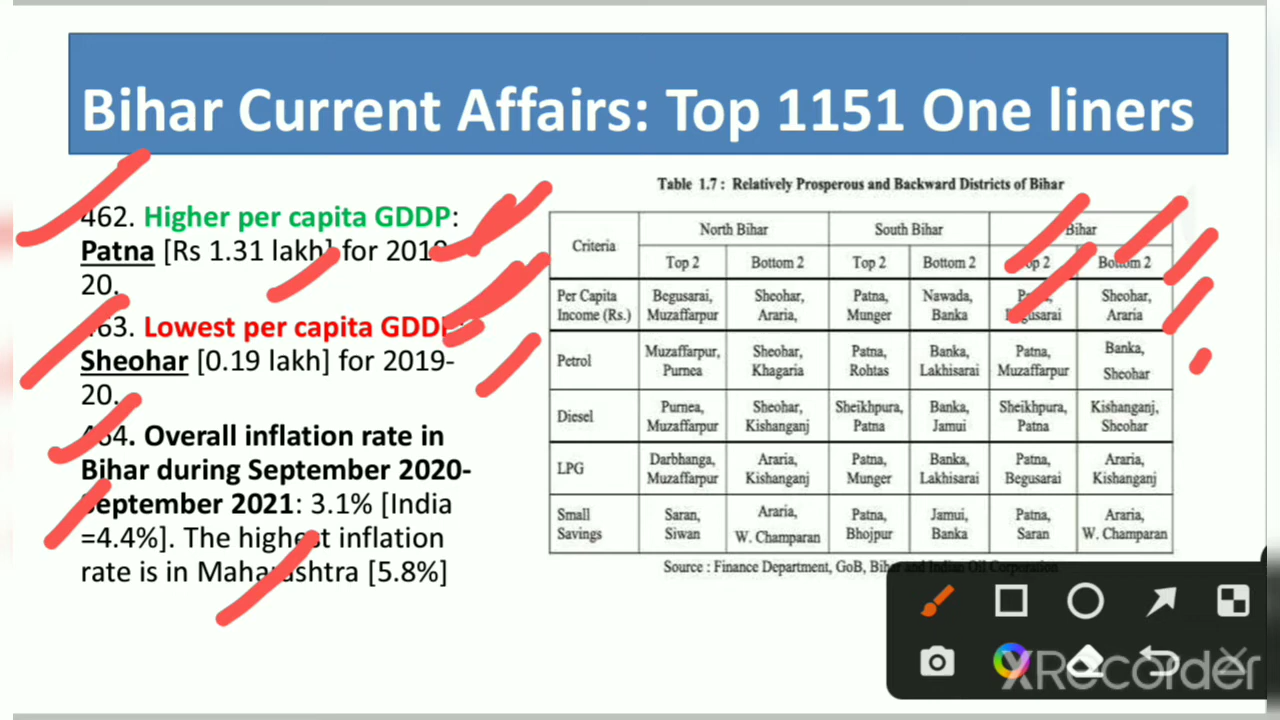 Bihar Current Affairs: Top 1151 One liners
462. Higher per capita GDDP:
Patna [Rs 1.31 lakh] for 2019-
20.
463. Lowest per capita GDDP:
Sheohar [0.19 lakh] for 2019-
20.
464. Overall inflation rate in
Bihar during September 2020-
September 2021: 3.1% [India
=4.4%]. The highest inflation
rate is in Maharashtra [5.8%]
Table 1.7 : Relatively Prosperous and Backward Districts of Bihar
Criteria North Bihar South Bihar Bihar
Top 2 Bottom 2 Top 2 Bottom 2 Top 2 Bottom 2
Per Capita Begusarai, Sheohar, Patna, Nawada, Patna, Sheohar,
Income (Rs.) Muzaffarpur Araria, Munger Banka Begusarai Araria
Petrol Muzaffarpur, Sheohar, Patna, Banka, Patna, Banka,
Purnea Khagaria Rohtas Lakhisarai Muzaffarpur Sheohar
Diesel Purnea, Sheohar, Sheikhpura, Banka, Sheikhpura, Kishanganj,
Muzaffarpur Kishanganj Patna Jamui Patna Sheohar
LPG Darbhanga, Araria, Patna, Banka, Patna, Araria,
Muzaffarpur Kishanganj Munger Lakhisarai Begusarai Kishanganj
Small Saran, Araria, Patna, Jamui, Patna, Araria,
Savings Siwan W. Champaran Bhojpur Banka Saran W. Champaran
Source : Finance Department, GoB, Bihar and Indian Oil Corporation
XRecorder